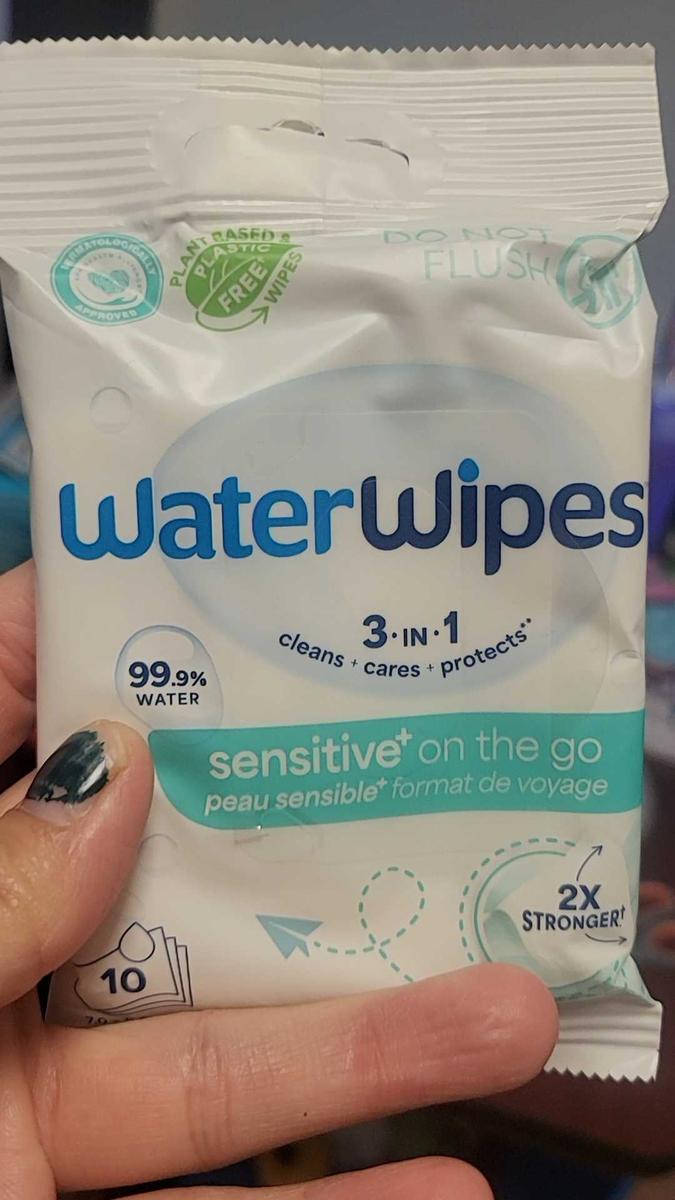 DERMATOLOGICALLY
APPROVED
PLANT BASED &
PLASTIC
FREE
WIPES
DO NOT
FLUSH
WaterWipes
3·IN·1
cleans + cares + protects**
99.9%
WATER
sensitive+ on the go
peau sensible+ format de voyage
2X
STRONGER!†
10